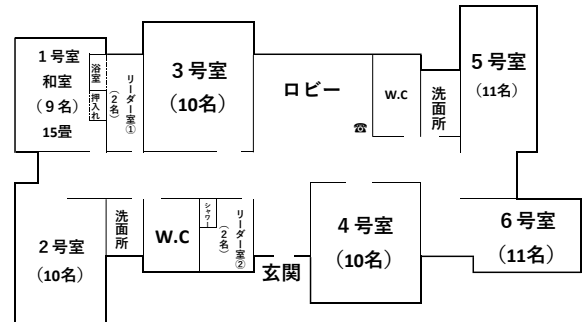 1号室
和室
(9名)
15畳
浴室
押入れ
リーダー室①
(2名)
3号室
(10名)
ロビー
☎
W.C
洗面所
5号室
(11名)
2号室
(10名)
洗面所
W.C
シャワー
リーダー室②
(2名)
玄関
4号室
(10名)
6号室
(11名)